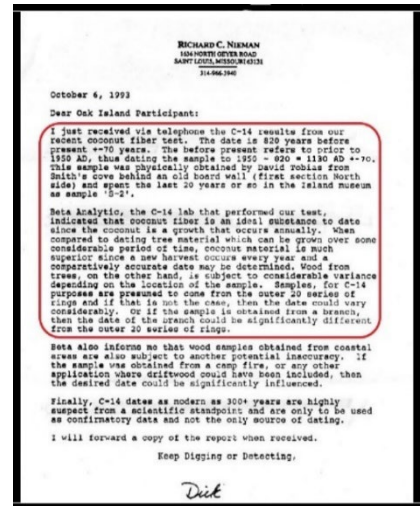 RICHARD C. NIEMAN
1634 NORTH GEYER ROAD
SAINT LOUIS, MISSOURI 63131
314-966-3940
October 6, 1993
Dear Oak Island Participant:
I just received via telephone the C-14 results from our
recent coconut fiber test. The date is 820 years before
present +-70 years. The before present refers to prior to
1950 AD, thus dating the sample to 1950 - 820 = 1130 AD +-70.
This sample was physically obtained by David Tobias from
Smith's cove behind an old board wall (first section North
side) and spent the last 20 years or so in the Island museum
as sample 'S-2'.
Beta Analytic, the C-14 lab that performed our test,
indicated that coconut fiber is an ideal substance to date
since the coconut is a growth that occurs annually. When
compared to dating tree material which can be grown over some
considerable period of time, coconut material is much
superior since a new harvest occurs every year and a
comparatively accurate date may be determined. Wood from
trees, on the other hand, is subject to considerable variance
depending on the location of the sample. Samples, for C-14
purposes are presumed to come from the outer 20 series of
rings and if that is not the case, then the date could vary
considerably. Or if the sample is obtained from a branch,
then the date of the branch could be significantly different
from the outer 20 series of rings.
Beta also informs me that wood samples obtained from coastal
areas are also subject to another potential inaccuracy. If
the sample was obtained from a camp fire, or any other
application where driftwood could have been included, then
the desired date could be significantly influenced.
Finally, C-14 dates as modern as 300+ years are highly
suspect from a scientific standpoint and are only to be used
as confirmatory data and not the only source of dating.
I will forward a copy of the report when received.
Keep Digging or Detecting,
Dick